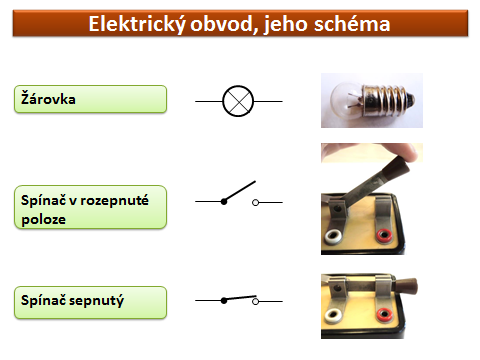 Elektrický obvod, jeho schéma
Žárovka
Spínač v rozepnuté
poloze
Spínač sepnutý